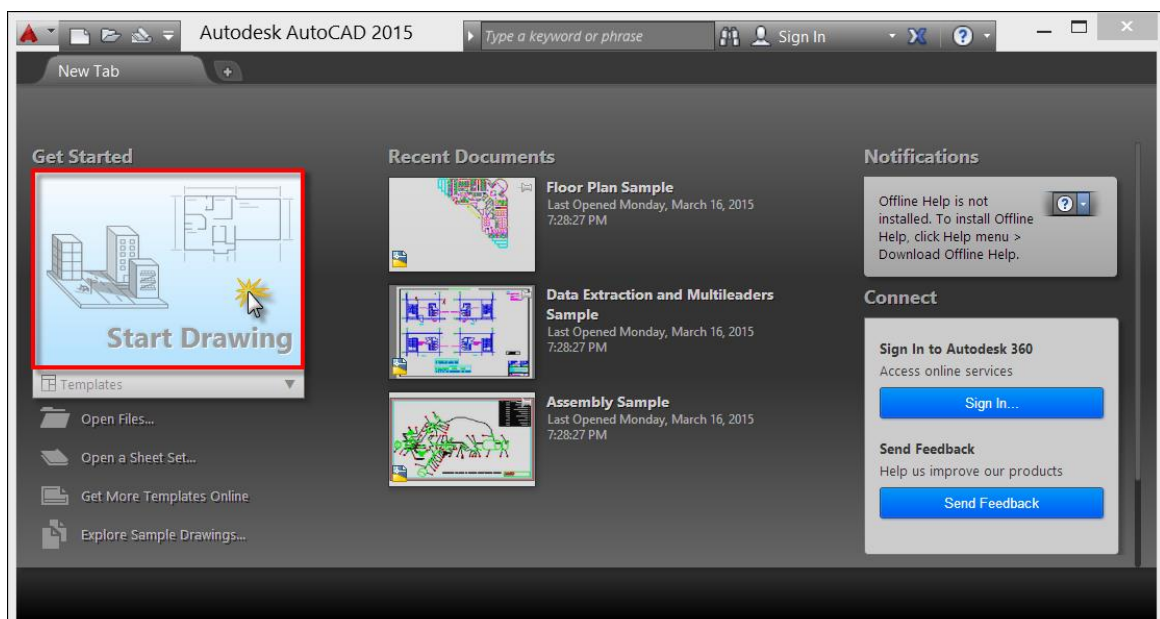 Autodesk AutoCAD 2015
Type a keyword or phrase
Sign In
New Tab
Get Started
Start Drawing
Templates
Open Files...
Open a Sheet Set...
Get More Templates Online
Explore Sample Drawings...
Recent Documents
Floor Plan Sample
Last Opened Monday, March 16, 2015
7:28:27 PM
Data Extraction and Multileaders
Sample
Last Opened Monday, March 16, 2015
7:28:27 PM
Assembly Sample
Last Opened Monday, March 16, 2015
7:28:27 PM
Notifications
Offline Help is not
installed. To install Offline
Help, click Help menu >
Download Offline Help.
Connect
Sign In to Autodesk 360
Access online services
Sign In...
Send Feedback
Help us improve our products
Send Feedback